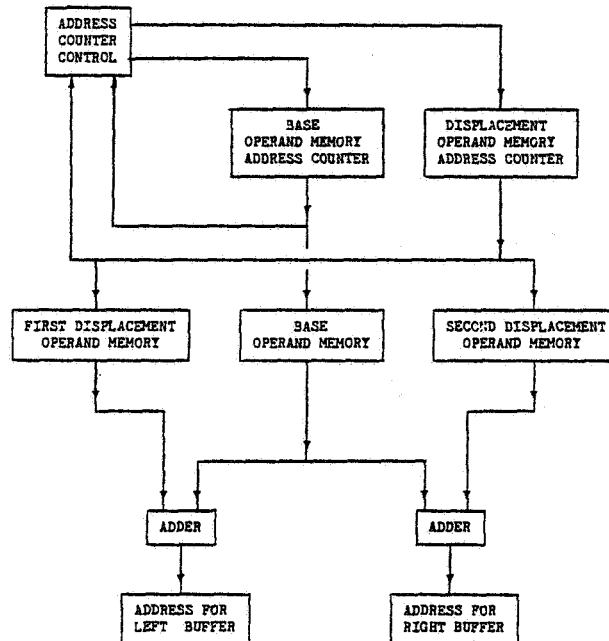 ADDRESS
COUNTER
CONTROL
BASE
OPERAND MEMORY
ADDRESS COUNTER
DISPLACEMENT
OPERAND MEMORY
ADDRESS COUNTER
FIRST DISPLACEMENT
OPERAND MEMORY
BASE
OPERAND MEMORY
SECOND DISPLACEMENT
OPERAND MEMORY
ADDER
ADDER
ADDRESS FOR
LEFT BUFFER
ADDRESS FOR
RIGHT BUFFER